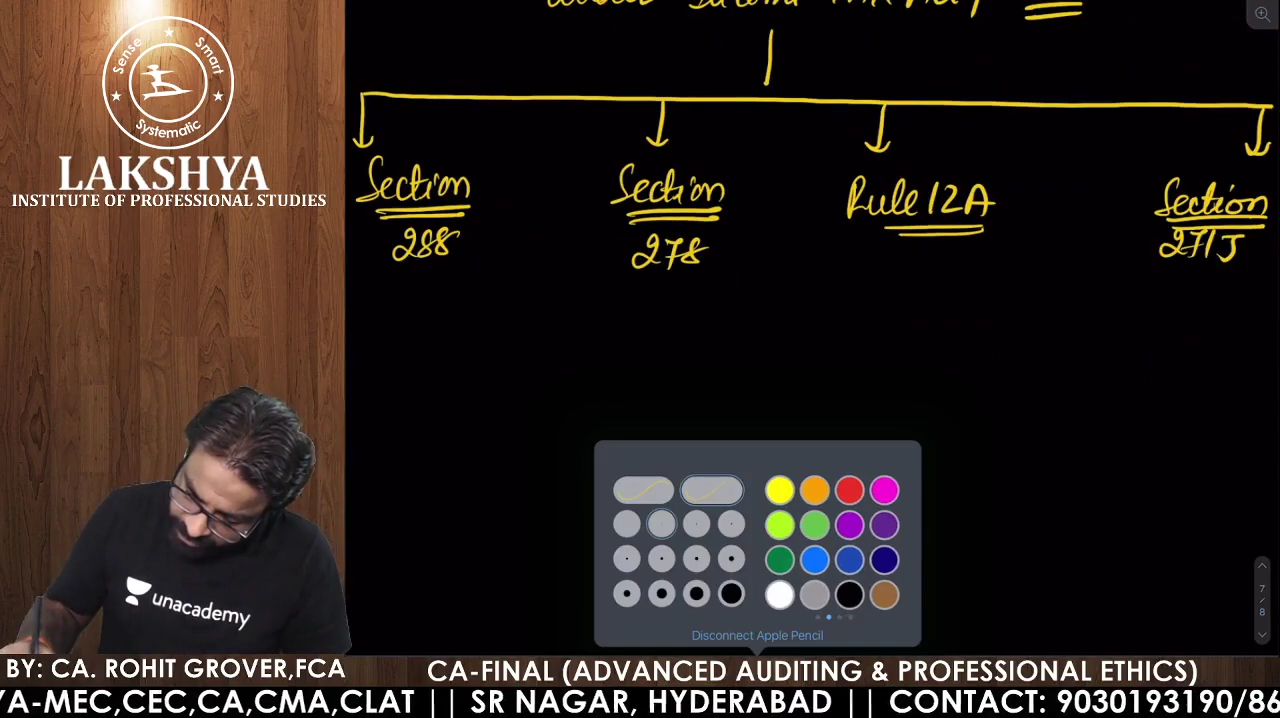 Sense Smart
Systematic
LAKSHYA
INSTITUTE OF PROFESSIONAL STUDIES
Section Section Rule 12A Section
288 278 271J
unacademy
7
/
8
Disconnect Apple Pencil
BY: CA. ROHIT GROVER,FCA CA-FINAL (ADVANCED AUDITING & PROFESSIONAL ETHICS)
YA-MEC,CEC,CA,CMA,CLAT || SR NAGAR, HYDERABAD || CONTACT: 9030193190/86